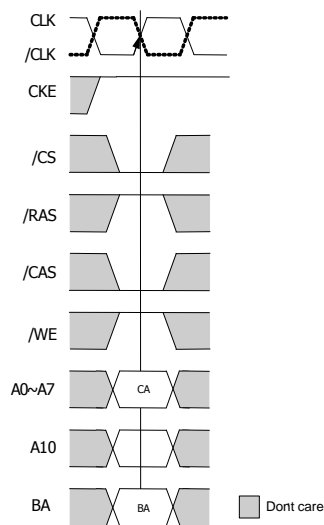 CLK
/CLK
CKE
/CS
/RAS
/CAS
/WE
A0~A7
CA
A10
BA
BA
Dont care